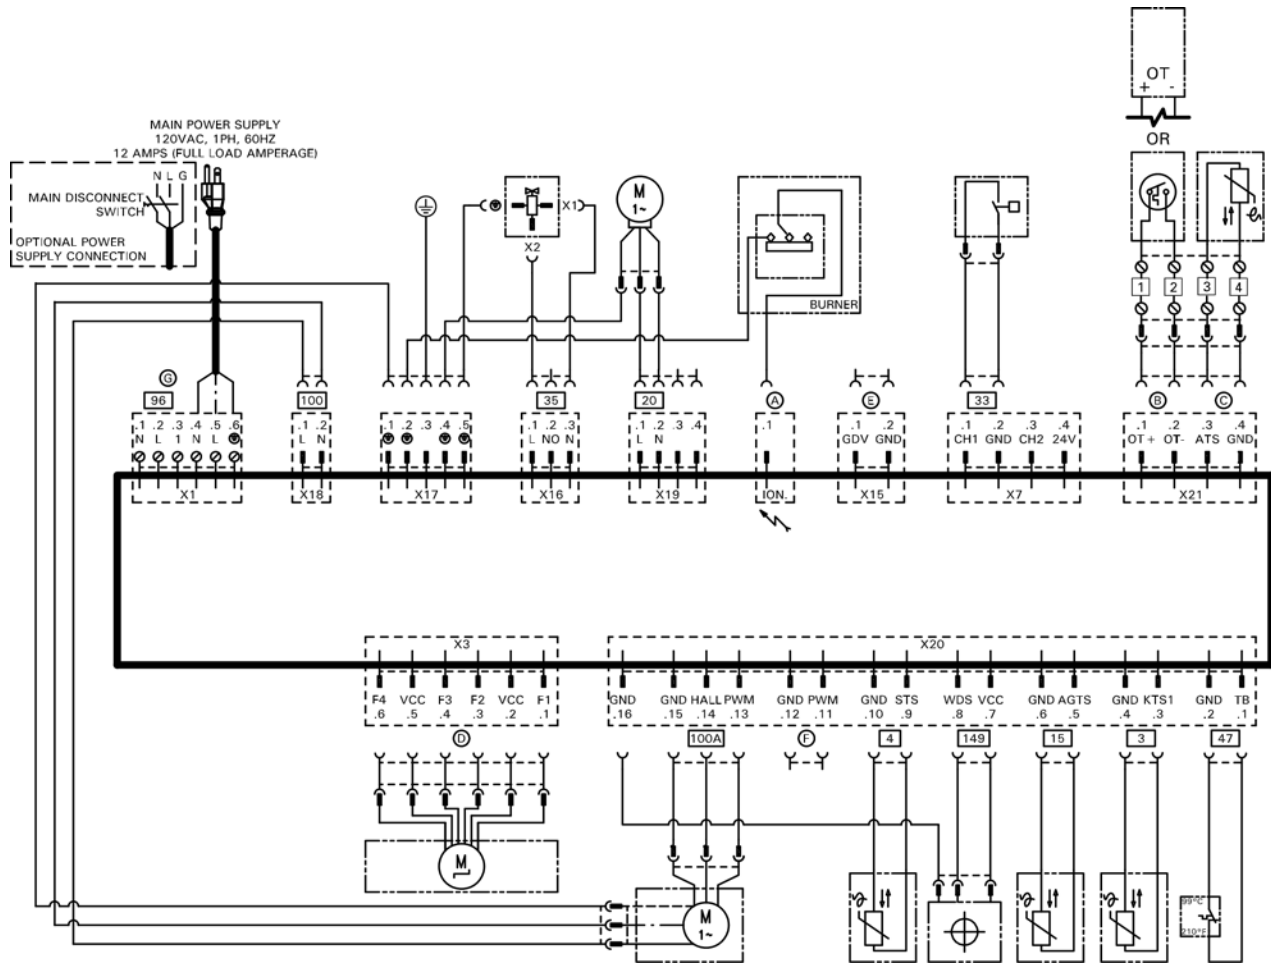 OT
+ -
OR
MAIN POWER SUPPLY
120VAC, 1PH, 60HZ
12 AMPS (FULL LOAD AMPERAGE)
N L G
MAIN DISCONNECT
SWITCH
OPTIONAL POWER
SUPPLY CONNECTION
M
1~
X1
X2
BURNER
1 2 3 4
G
96 100 35 20 A E 33 B C
.1 .2 .3 .4 .5 .6
N L 1 N L
X1
.1 .2
L N
X18
.1 .2 .3 .4 .5
X17
.1 .2 .3
L NO N
X16
.1 .2 .3 .4
L N
X19
.1
ION.
.1 .2
GDV GND
X15
.1 .2 .3 .4
CH1 GND CH2 24V
X7
.1 .2 .3 .4
OT+ OT- ATS GND
X21
X3
F4 VCC F3 F2 VCC F1
.6 .5 .4 .3 .2 .1
D
X20
GND GND HALL PWM GND PWM GND STS WDS VCC GND AGTS GND KTS1 GND TB
.16 .15 .14 .13 .12 .11 .10 .9 .8 .7 .6 .5 .4 .3 .2 .1
100A F 4 149 15 3 47
M
M
1~
99°C
210°F